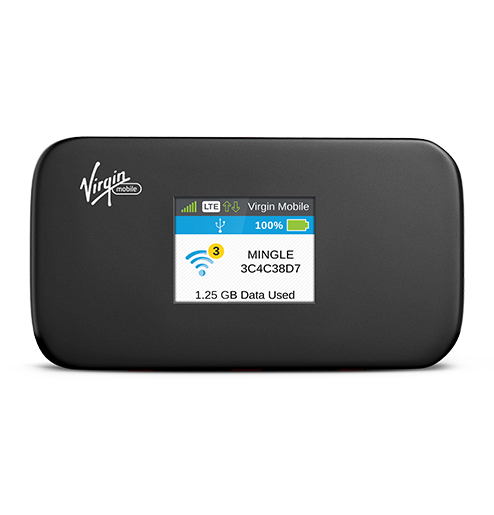 Virgin
mobile
LTE Virgin Mobile
100%
3
MINGLE
3C4C38D7
1.25 GB Data Used